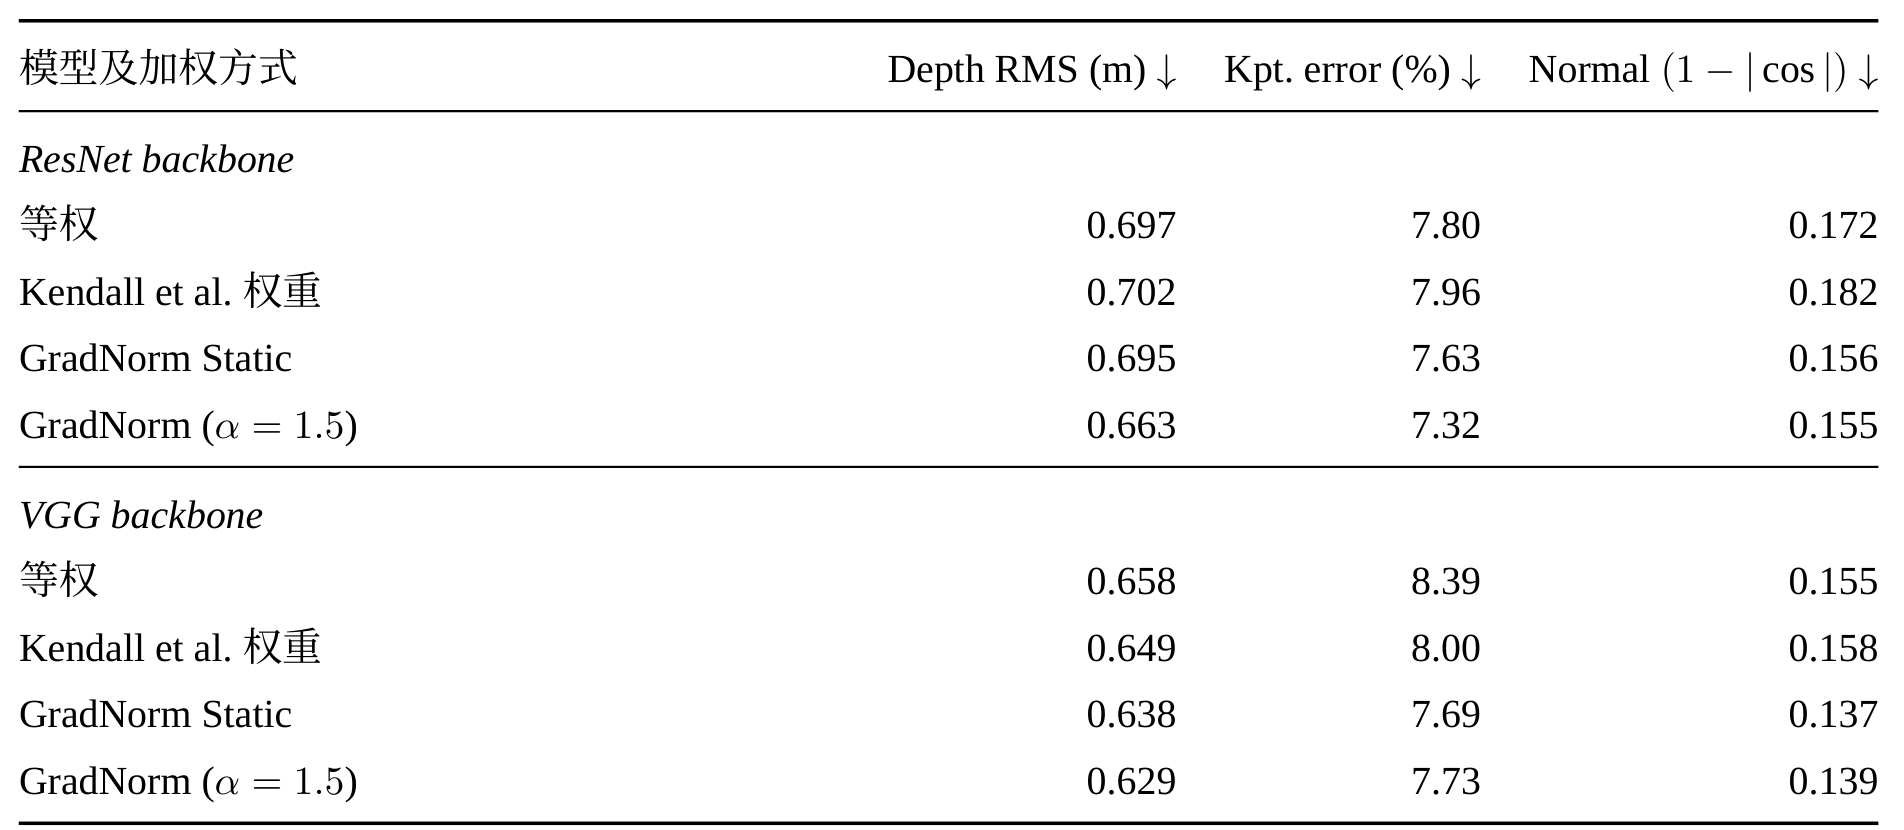 模型及加权方式 Depth RMS (m) ↓ Kpt. error (%) ↓ Normal (1 − | cos |) ↓
ResNet backbone
等权 0.697 7.80 0.172
Kendall et al. 权重 0.702 7.96 0.182
GradNorm Static 0.695 7.63 0.156
GradNorm (α = 1.5) 0.663 7.32 0.155
VGG backbone
等权 0.658 8.39 0.155
Kendall et al. 权重 0.649 8.00 0.158
GradNorm Static 0.638 7.69 0.137
GradNorm (α = 1.5) 0.629 7.73 0.139